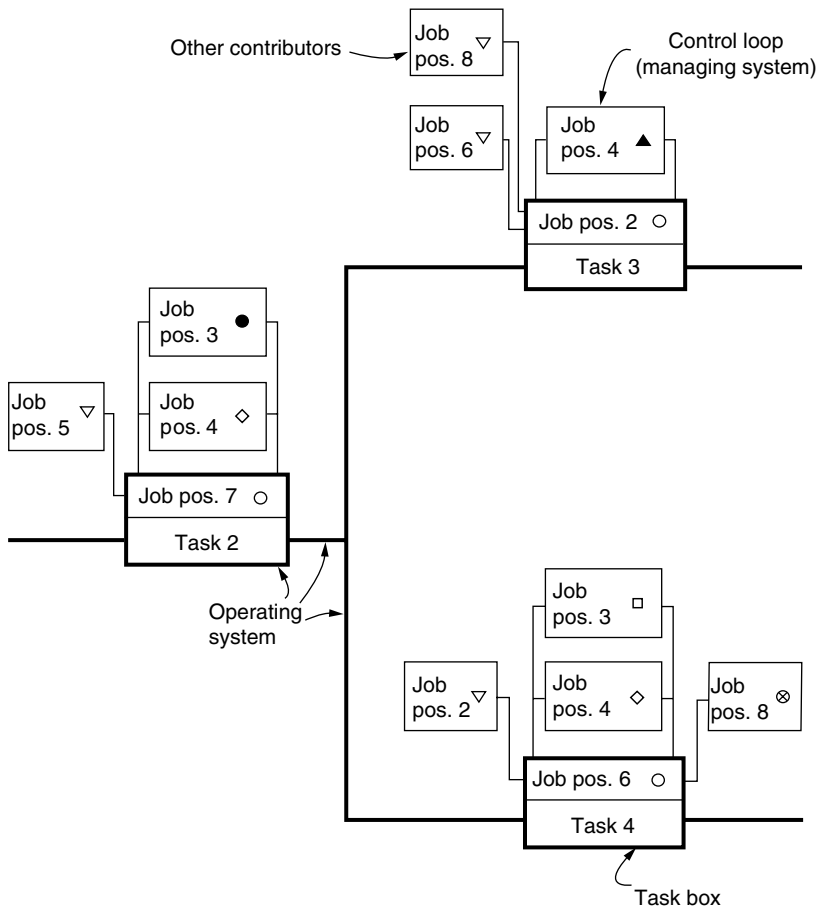 Other contributors
Job
pos. 8
Control loop
(managing system)
Job
pos. 6
Job
pos. 4
Job pos. 2
Task 3
Job
pos. 3
Job
pos. 5
Job
pos. 4
Job pos. 7
Task 2
Operating
system
Job
pos. 3
Job
pos. 2
Job
pos. 4
Job
pos. 8
Job pos. 6
Task 4
Task box